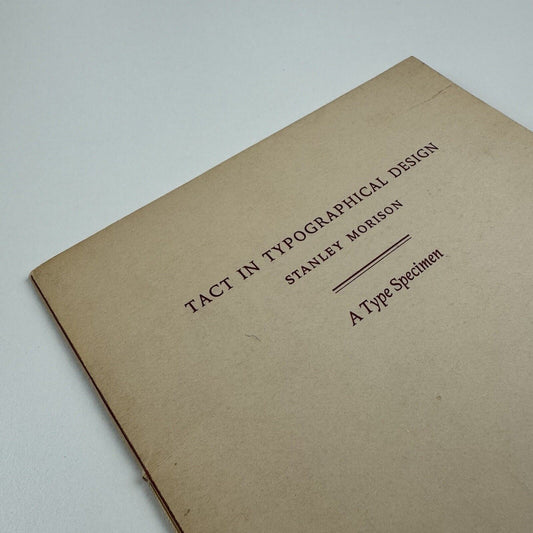 TACT IN TYPOGRAPHICAL DESIGN
STANLEY MORISON
A Type Specimen